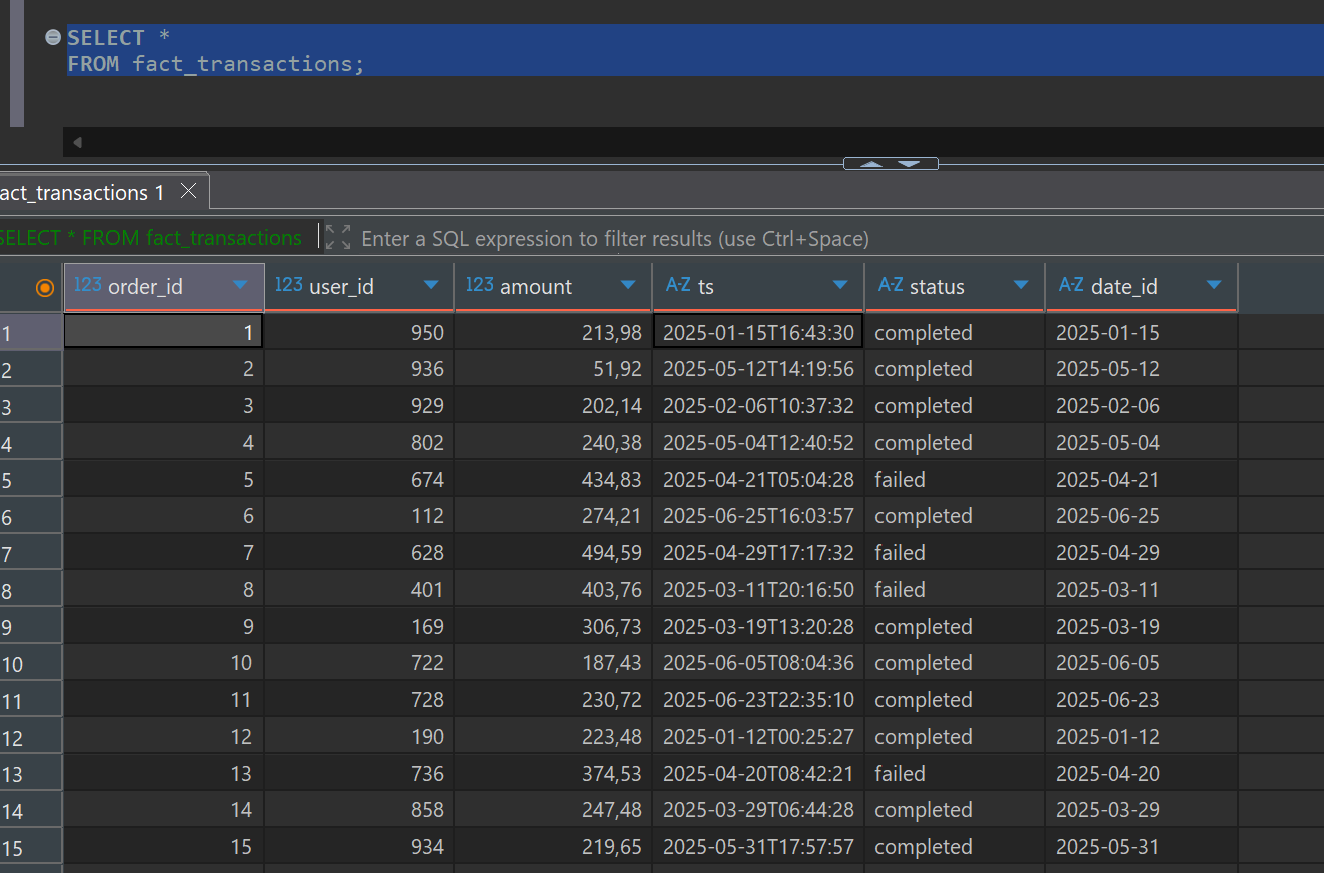 SELECT *
FROM fact_transactions;
act_transactions 1
SELECT * FROM fact_transactions Enter a SQL expression to filter results (use Ctrl+Space)
123 order_id 123 user_id 123 amount A-Z ts A-Z status A-Z date_id
1 1 950 213,98 2025-01-15T16:43:30 completed 2025-01-15
2 2 936 51,92 2025-05-12T14:19:56 completed 2025-05-12
3 3 929 202,14 2025-02-06T10:37:32 completed 2025-02-06
4 4 802 240,38 2025-05-04T12:40:52 completed 2025-05-04
5 5 674 434,83 2025-04-21T05:04:28 failed 2025-04-21
6 6 112 274,21 2025-06-25T16:03:57 completed 2025-06-25
7 7 628 494,59 2025-04-29T17:17:32 failed 2025-04-29
8 8 401 403,76 2025-03-11T20:16:50 failed 2025-03-11
9 9 169 306,73 2025-03-19T13:20:28 completed 2025-03-19
10 10 722 187,43 2025-06-05T08:04:36 completed 2025-06-05
11 11 728 230,72 2025-06-23T22:35:10 completed 2025-06-23
12 12 190 223,48 2025-01-12T00:25:27 completed 2025-01-12
13 13 736 374,53 2025-04-20T08:42:21 failed 2025-04-20
14 14 858 247,48 2025-03-29T06:44:28 completed 2025-03-29
15 15 934 219,65 2025-05-31T17:57:57 completed 2025-05-31